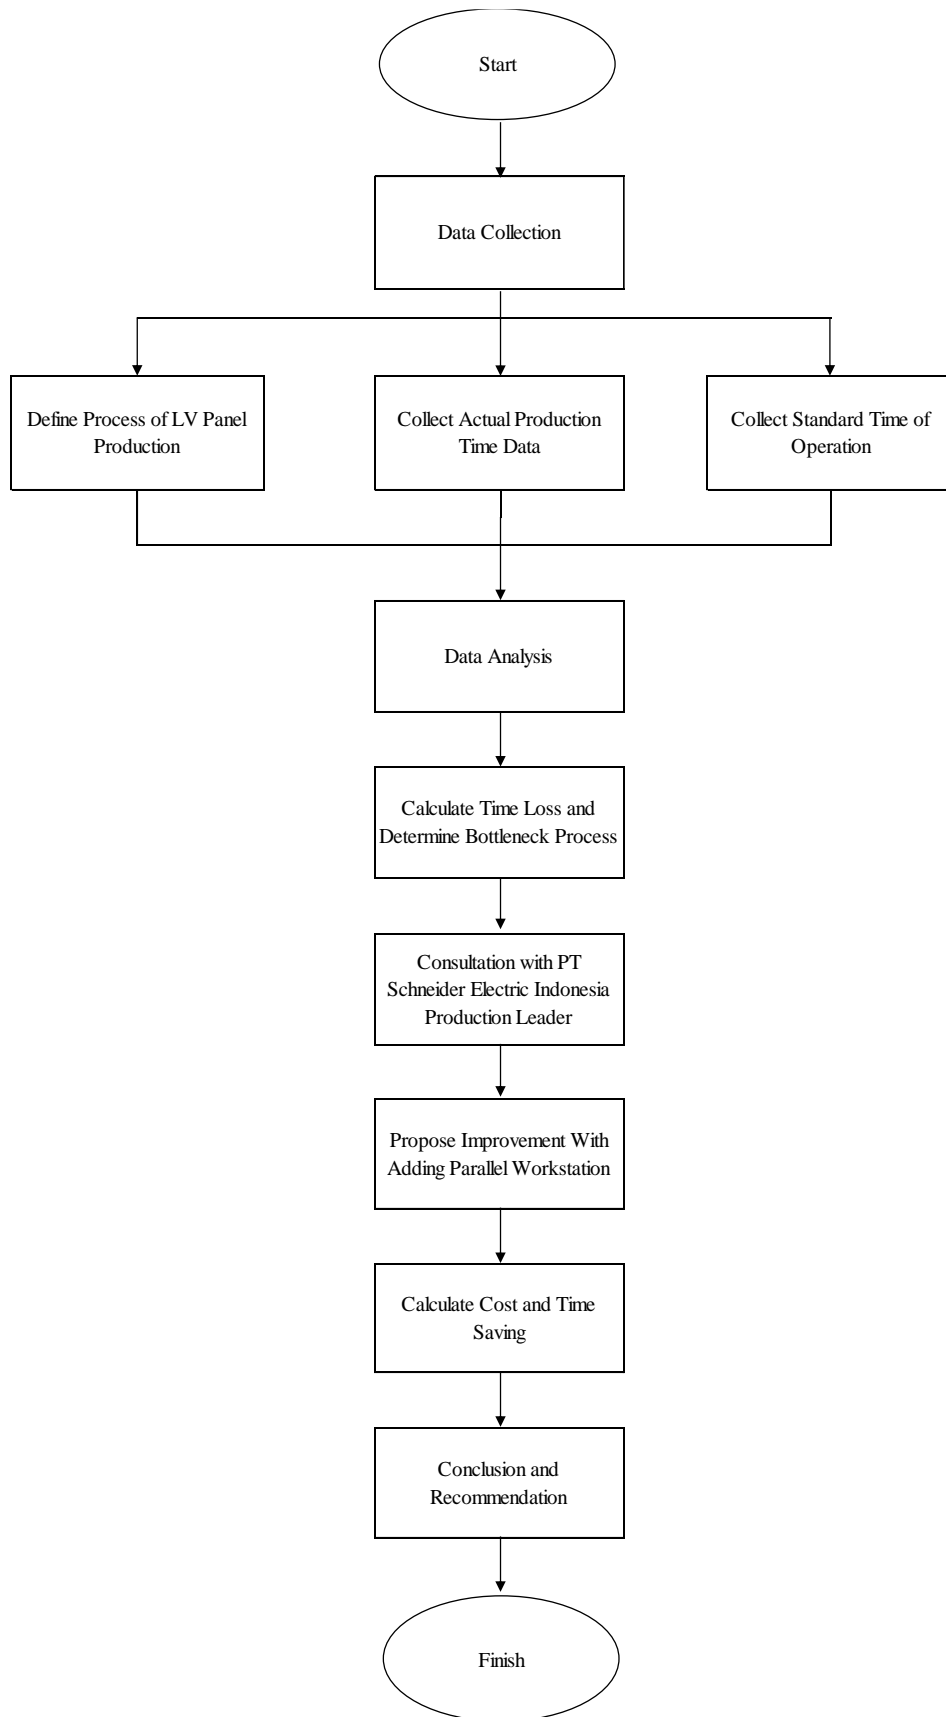 Start
Data Collection
Define Process of LV Panel
Production
Collect Actual Production
Time Data
Collect Standard Time of
Operation
Data Analysis
Calculate Time Loss and
Determine Bottleneck Process
Consultation with PT
Schneider Electric Indonesia
Production Leader
Propose Improvement With
Adding Parallel Workstation
Calculate Cost and Time
Saving
Conclusion and
Recommendation
Finish